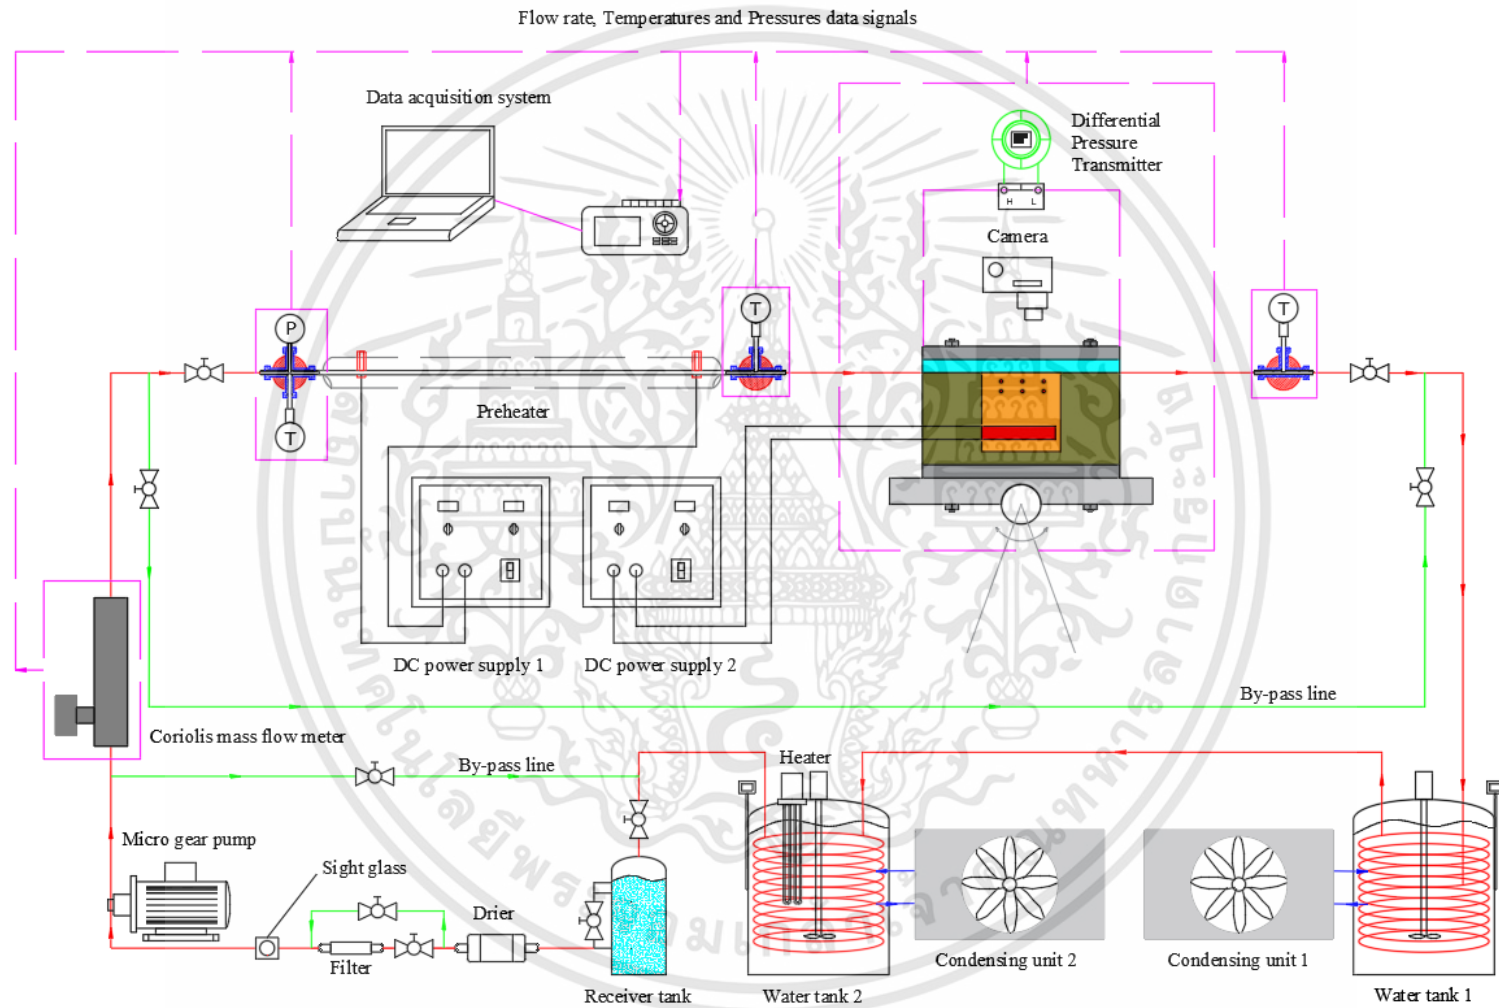 Flow rate, Temperatures and Pressures data signals
Data acquisition system
Differential
Pressure
Transmitter
H L
Camera
P
T
T
T
Preheater
DC power supply 1
DC power supply 2
By-pass line
Coriolis mass flow meter
By-pass line
Heater
Micro gear pump
Sight glass
Drier
Filter
Receiver tank
Water tank 2
Condensing unit 2
Condensing unit 1
Water tank 1